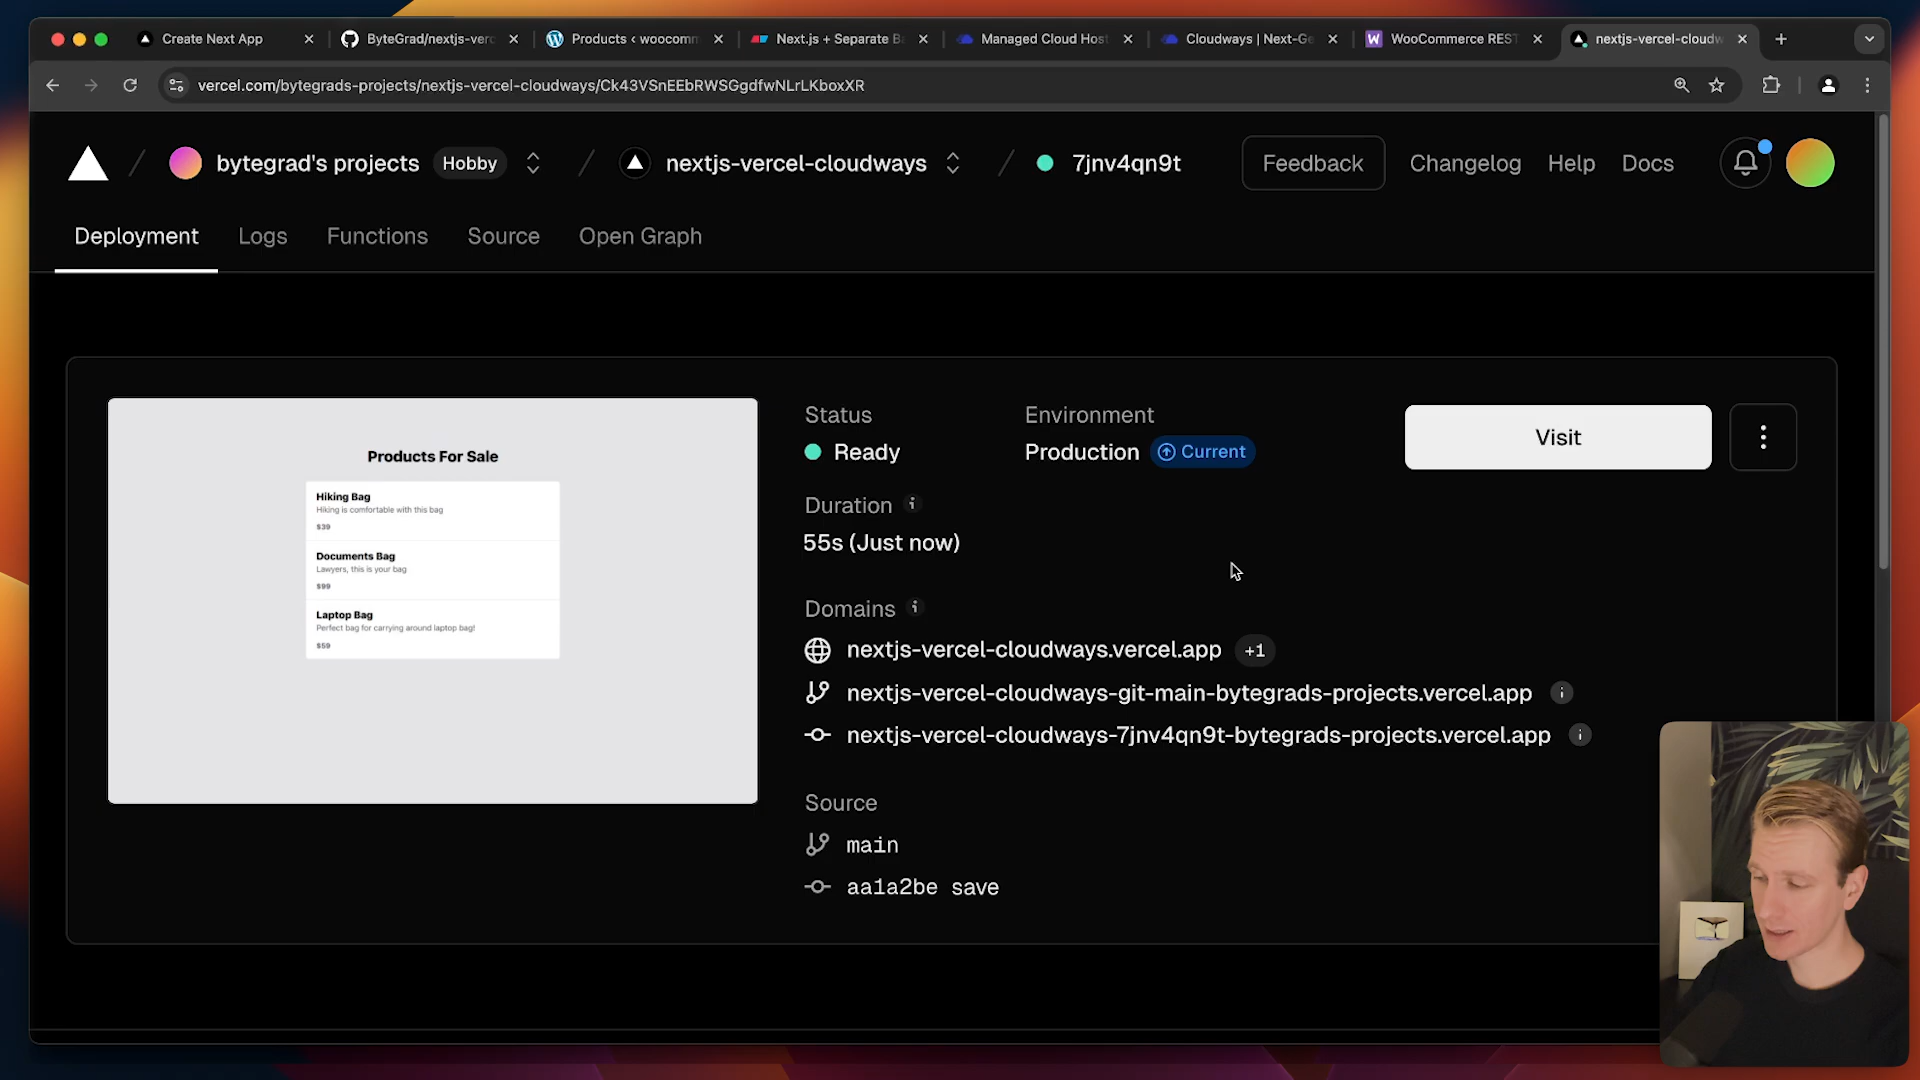 Create Next App
ByteGrad/nextjs-verc
Products ‹ woocomm
Next.js + Separate Ba
Managed Cloud Host
Cloudways | Next-Ge
WooCommerce REST
nextjs-vercel-cloudw
vercel.com/bytegrads-projects/nextjs-vercel-cloudways/Ck43VSnEEbRWSGgdfwNLrLKboxXR
bytegrad's projects Hobby nextjs-vercel-cloudways 7jnv4qn9t Feedback Changelog Help Docs
Deployment Logs Functions Source Open Graph
Products For Sale
Hiking Bag
Hiking is comfortable with this bag
$39
Documents Bag
Lawyers, this is your bag
$99
Laptop Bag
Perfect bag for carrying around laptop bag!
$59
Status
Ready
Environment
Production Current
Visit
Duration
55s (Just now)
Domains
nextjs-vercel-cloudways.vercel.app +1
nextjs-vercel-cloudways-git-main-bytegrads-projects.vercel.app
nextjs-vercel-cloudways-7jnv4qn9t-bytegrads-projects.vercel.app
Source
main
aa1a2be save